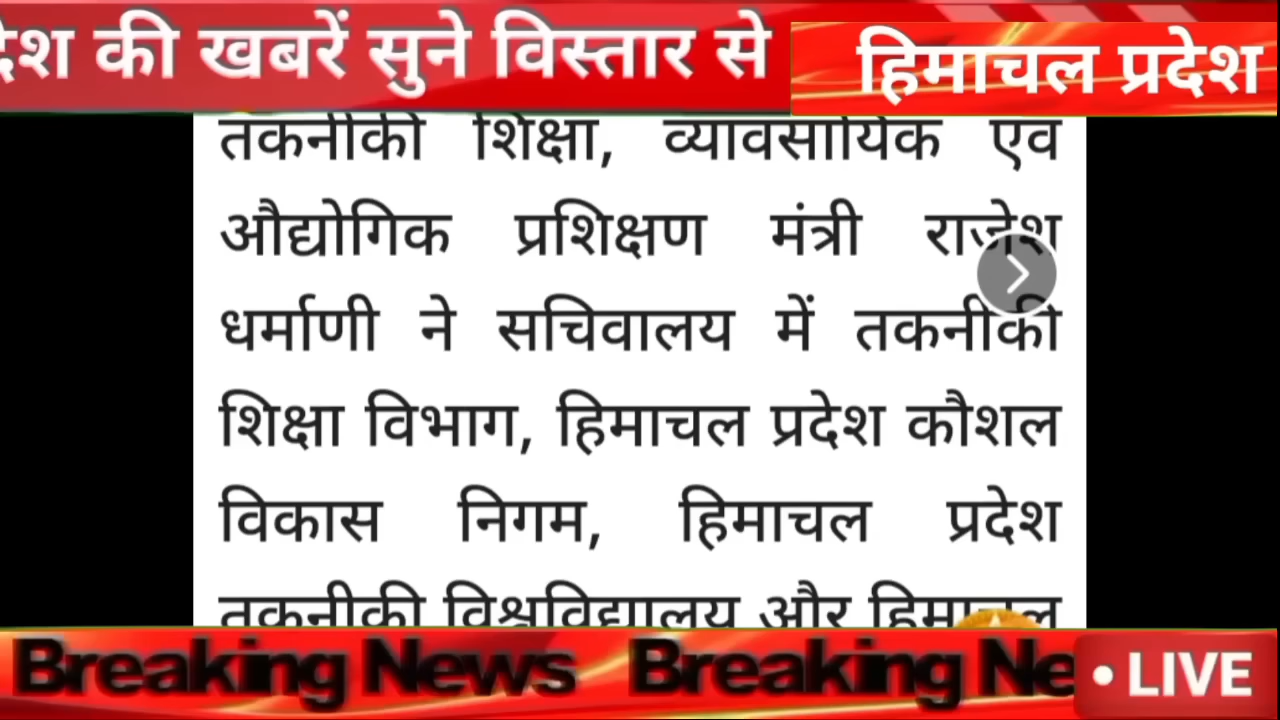 देश की खबरें सुने विस्तार से
हिमाचल प्रदेश
तकनीकी शिक्षा, व्यावसायिक एवं
औद्योगिक प्रशिक्षण मंत्री राजेश
धर्माणी ने सचिवालय में तकनीकी
शिक्षा विभाग, हिमाचल प्रदेश कौशल
विकास निगम, हिमाचल प्रदेश
तकनीकी विश्वविद्यालय और हिमाचल
Breaking News Breaking Ne
• LIVE